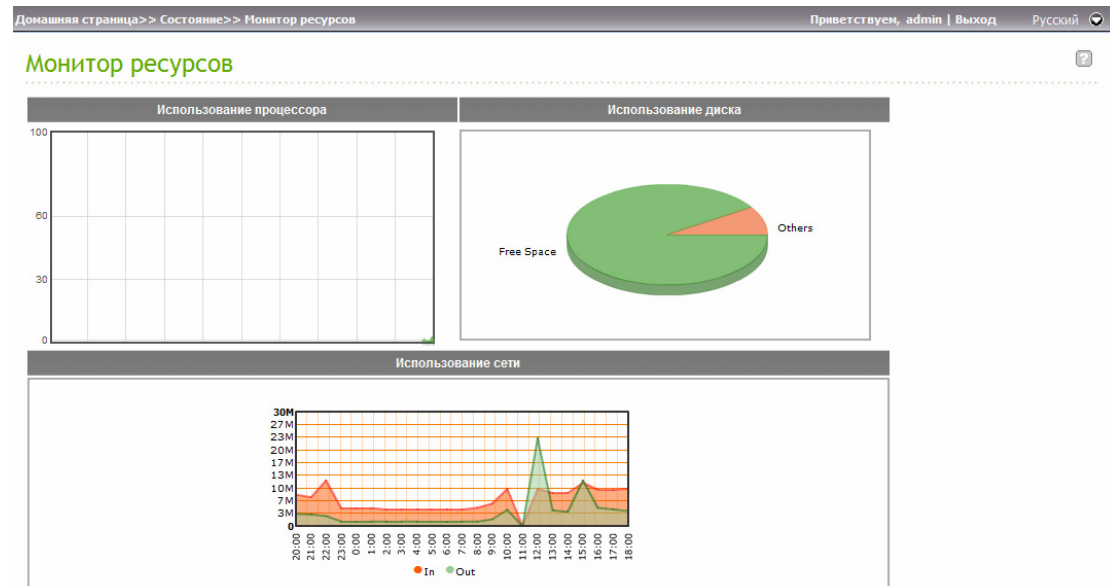 Домашняя страница>> Состояние>> Монитор ресурсов
Приветствуем, admin | Выход
Русский
Монитор ресурсов
?
Использование процессора
Использование диска
100
60
30
0
Free Space
Others
Использование сети
30M
27M
23M
20M
17M
13M
10M
7M
3M
0
20:00
21:00
22:00
23:00
0:00
1:00
2:00
3:00
4:00
5:00
6:00
7:00
8:00
9:00
10:00
11:00
12:00
13:00
14:00
15:00
16:00
17:00
18:00
In Out